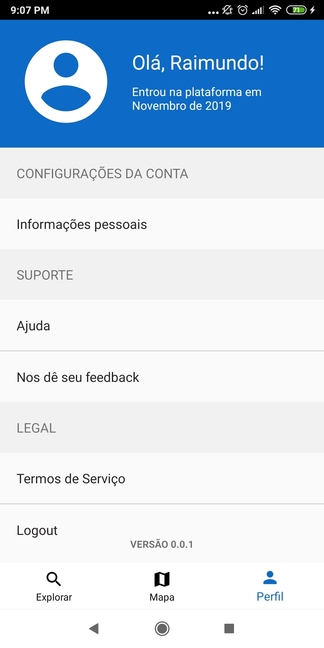 9:07 PM
71
Olá, Raimundo!
Entrou na plataforma em
Novembro de 2019
CONFIGURAÇÕES DA CONTA
Informações pessoais
SUPORTE
Ajuda
Nos dê seu feedback
LEGAL
Termos de Serviço
Logout
VERSÃO 0.0.1
Explorar Mapa Perfil